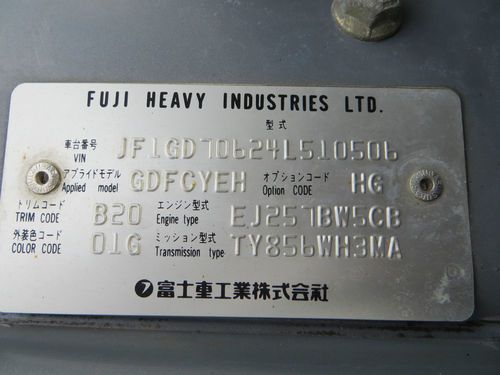 FUJI HEAVY INDUSTRIES LTD.
型式
車台番号 VIN JF1GD70624L510506
アプライドモデル Applied model GDFCYEH オプションコード Option code HG
トリムコード TRIM CODE B20 エンジン型式 Engine type EJ257BW5CB
外装色コード COLOR CODE 01G ミッション型式 Transmission type TY856WH3MA
富士重工業株式会社